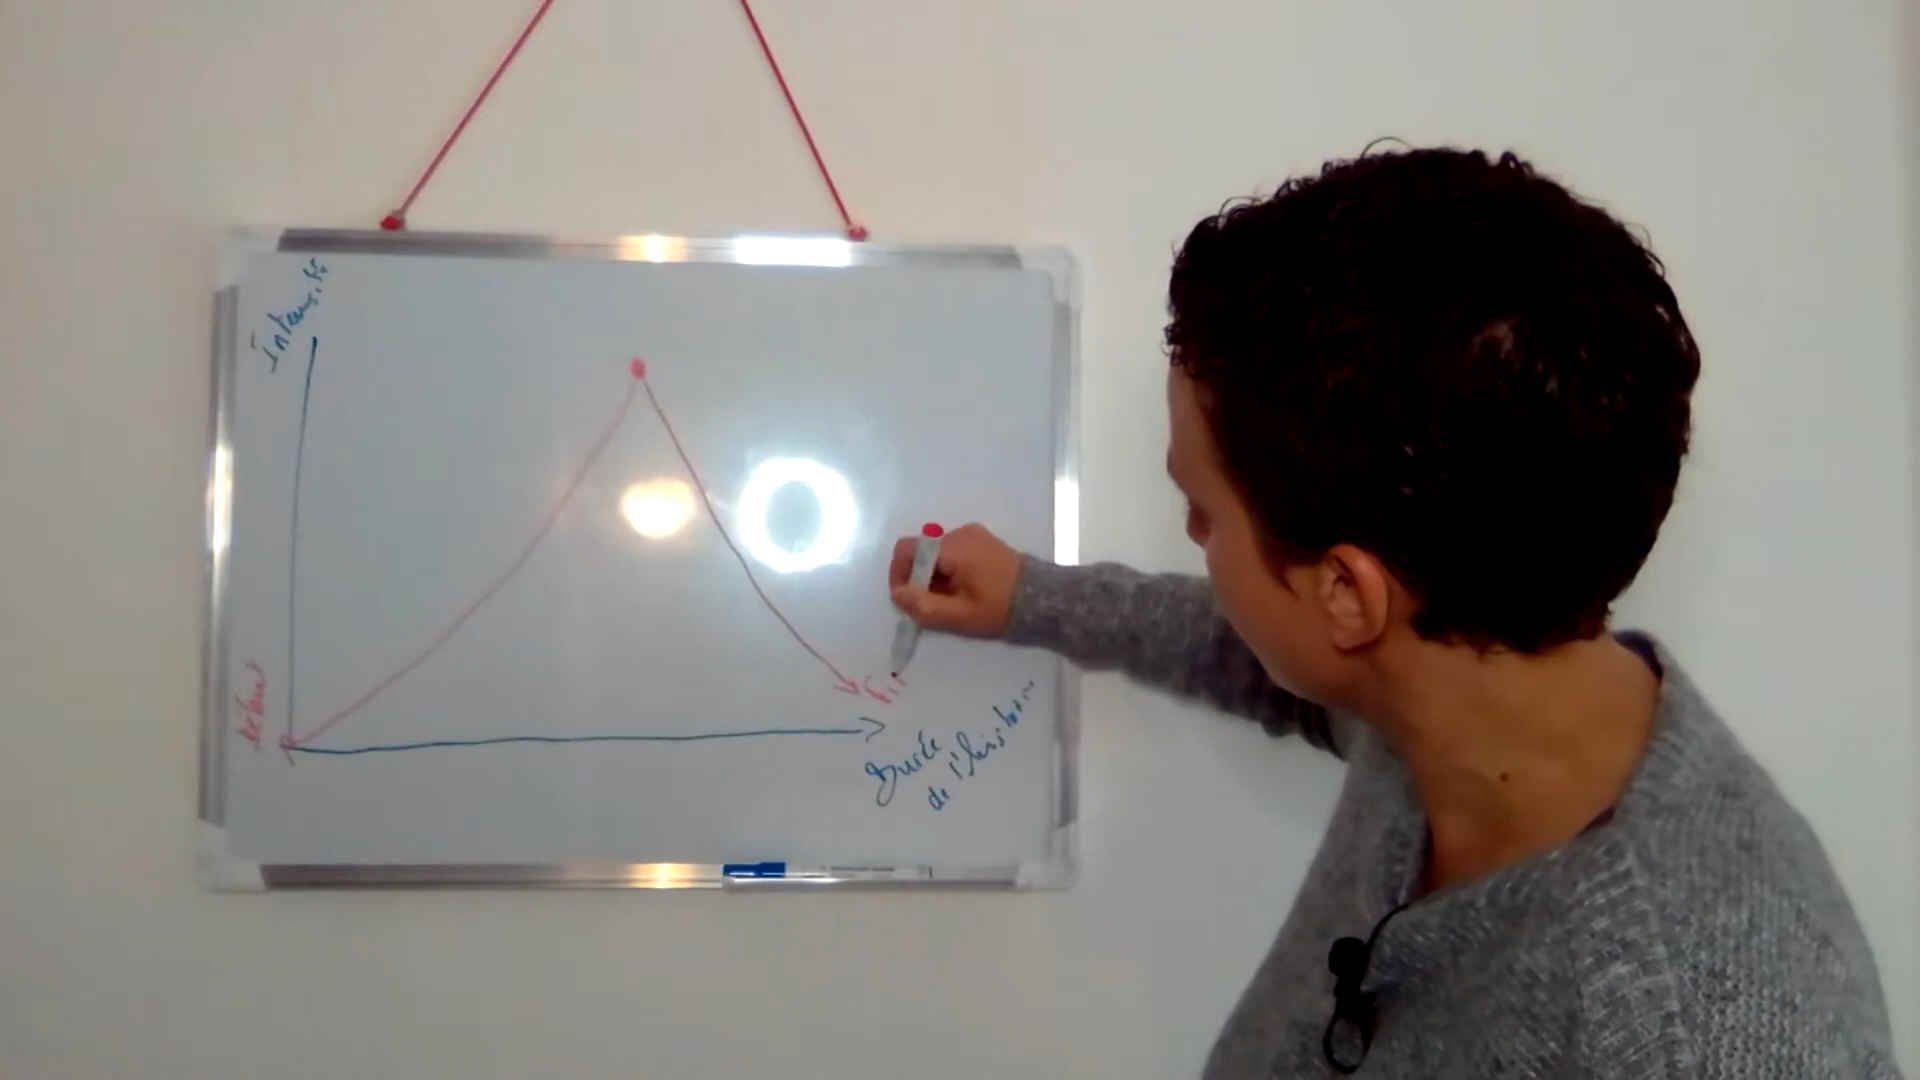 Intensité
début
Fin
Durée
de l'histoire